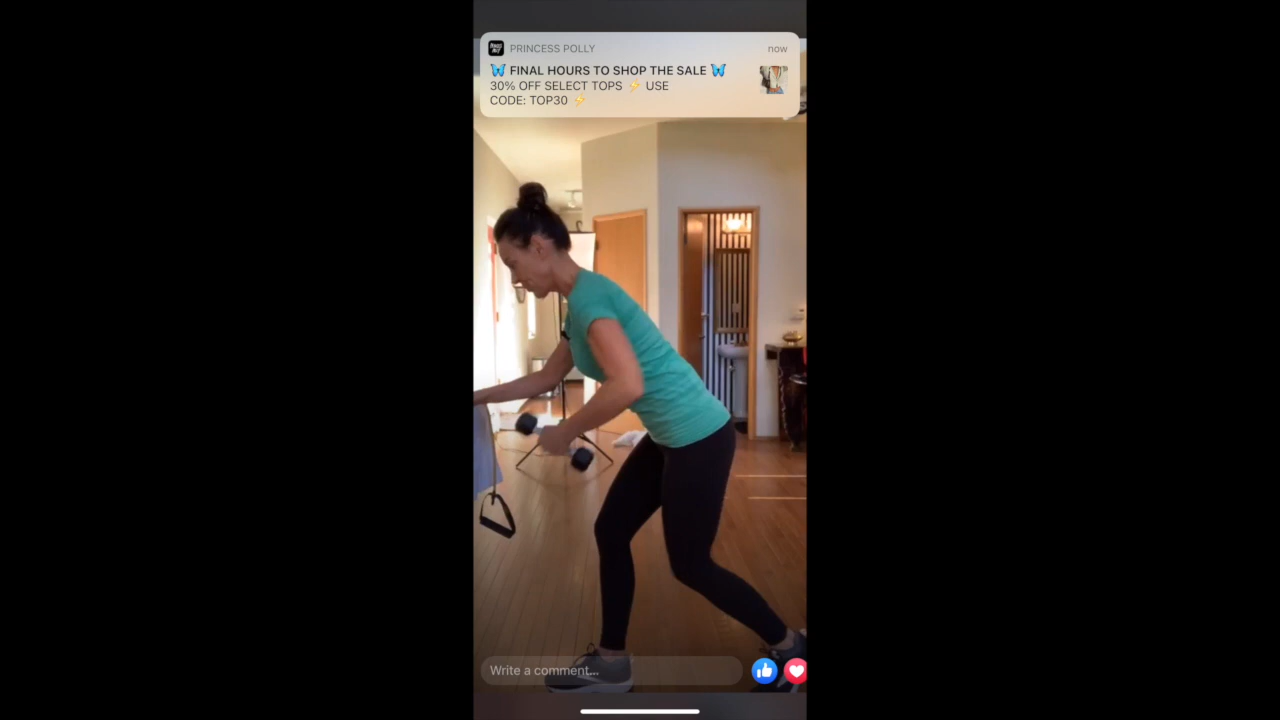 PRINCESS POLLY
now
🦋 FINAL HOURS TO SHOP THE SALE 🦋
30% OFF SELECT TOPS ⚡ USE
CODE: TOP30 ⚡
Write a comment...